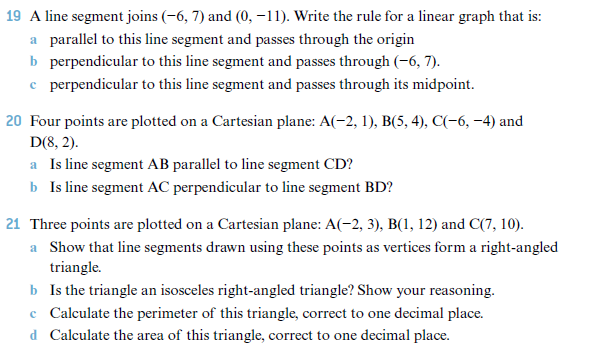 19 A line segment joins (−6, 7) and (0, −11). Write the rule for a linear graph that is:
a parallel to this line segment and passes through the origin
b perpendicular to this line segment and passes through (−6, 7).
c perpendicular to this line segment and passes through its midpoint.
20 Four points are plotted on a Cartesian plane: A(−2, 1), B(5, 4), C(−6, −4) and
D(8, 2).
a Is line segment AB parallel to line segment CD?
b Is line segment AC perpendicular to line segment BD?
21 Three points are plotted on a Cartesian plane: A(−2, 3), B(1, 12) and C(7, 10).
a Show that line segments drawn using these points as vertices form a right-angled
triangle.
b Is the triangle an isosceles right-angled triangle? Show your reasoning.
c Calculate the perimeter of this triangle, correct to one decimal place.
d Calculate the area of this triangle, correct to one decimal place.